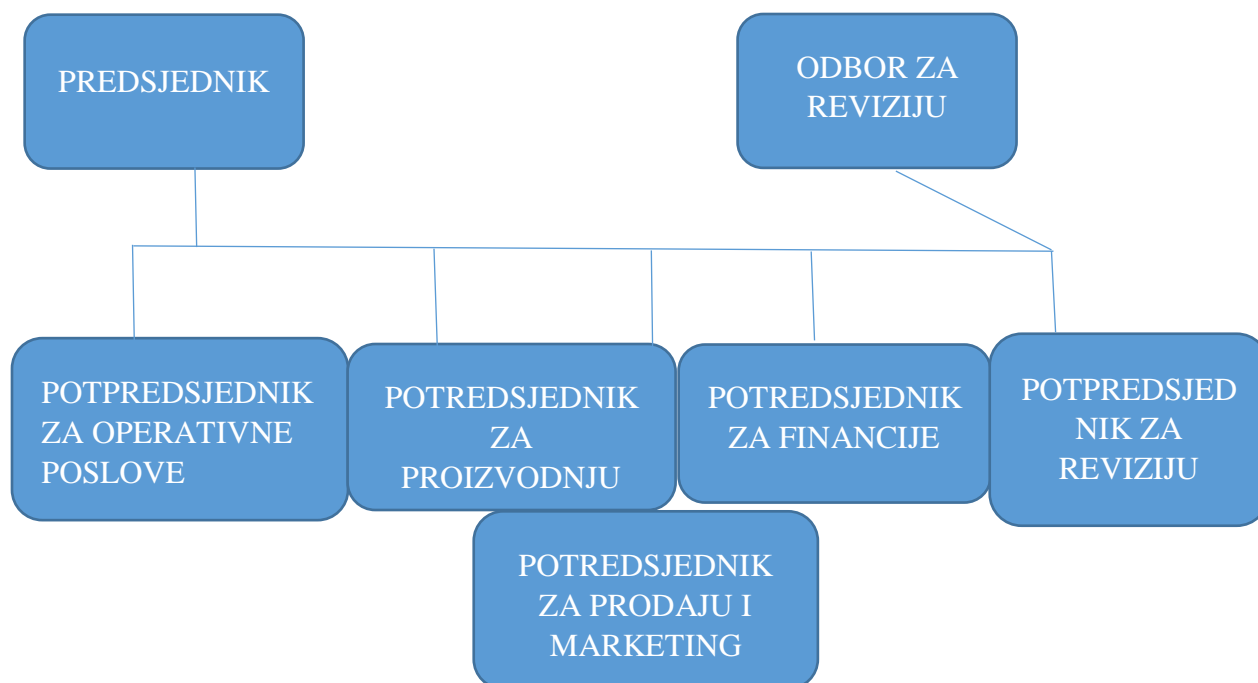 PREDSJEDNIK
ODBOR ZA
REVIZIJU
POTPREDSJEDNIK
ZA OPERATIVNE
POSLOVE
POTREDSJEDNIK
ZA
PROIZVODNJU
POTREDSJEDNIK
ZA FINANCIJE
POTPREDSJED
NIK ZA
REVIZIJU
POTREDSJEDNIK
ZA PRODAJU I
MARKETING